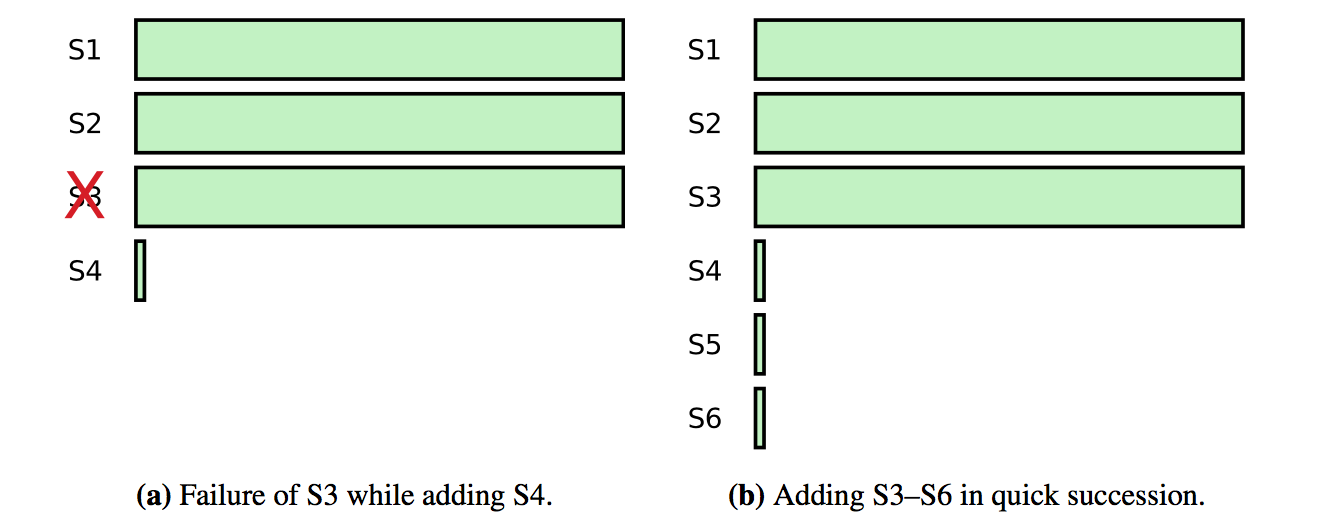 S1
S2
S3
S4
(a) Failure of S3 while adding S4.
S1
S2
S3
S4
S5
S6
(b) Adding S3–S6 in quick succession.